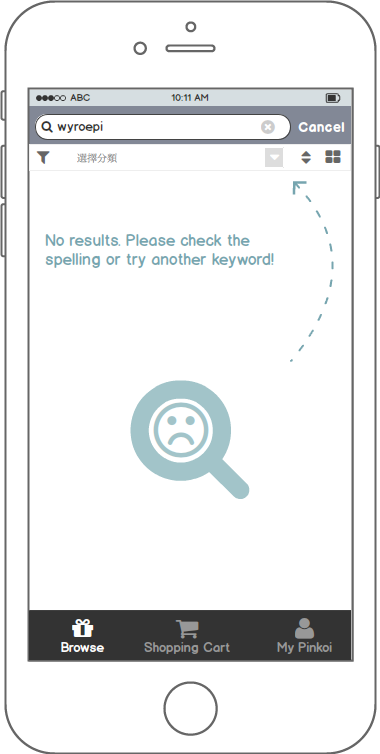 ABC 10:11 AM
wyroepi Cancel
選擇分類
No results. Please check the
spelling or try another keyword!
Browse Shopping Cart My Pinkoi